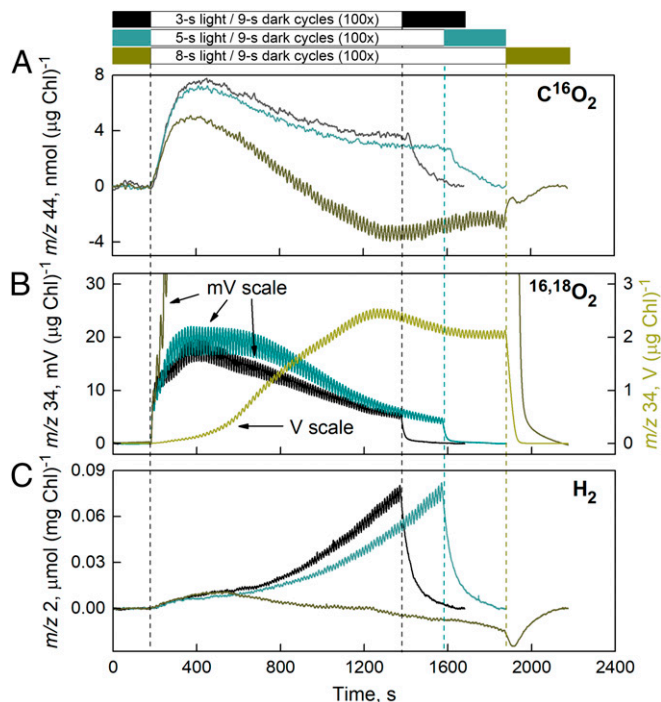 3-s light / 9-s dark cycles (100x)
5-s light / 9-s dark cycles (100x)
8-s light / 9-s dark cycles (100x)
A
C¹⁶O₂
m/z 44, nmol (µg Chl)⁻¹
8
4
0
-4
B
¹⁶,¹⁸O₂
mV scale
V scale
m/z 34, mV (µg Chl)⁻¹
30
20
10
0
3
2
1
0
m/z 34, V (µg Chl)⁻¹
C
H₂
m/z 2, µmol (mg Chl)⁻¹
0.09
0.06
0.03
0.00
0 400 800 1200 1600 2000 2400
Time, s